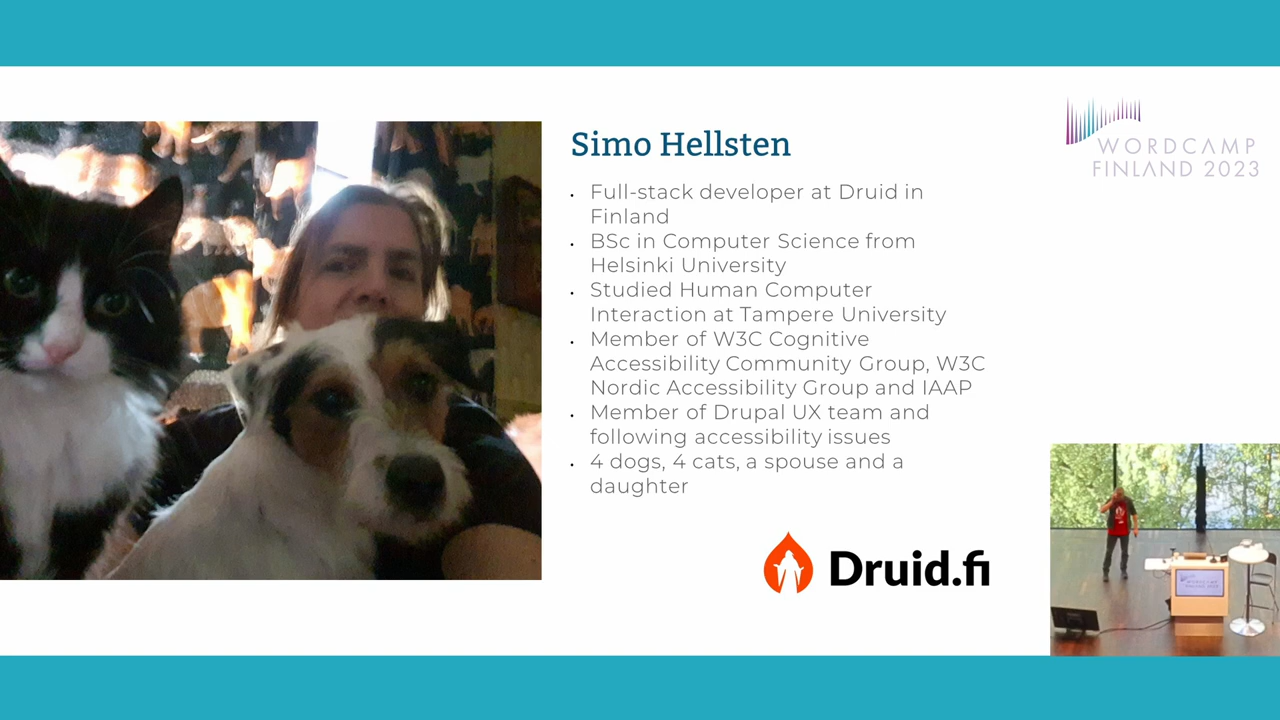 Simo Hellsten
• Full-stack developer at Druid in
Finland
• BSc in Computer Science from
Helsinki University
• Studied Human Computer
Interaction at Tampere University
• Member of W3C Cognitive
Accessibility Community Group, W3C
Nordic Accessibility Group and IAAP
• Member of Drupal UX team and
following accessibility issues
• 4 dogs, 4 cats, a spouse and a
daughter
Druid.fi
WORDCAMP
FINLAND 2023
WORDCAMP
FINLAND 2023